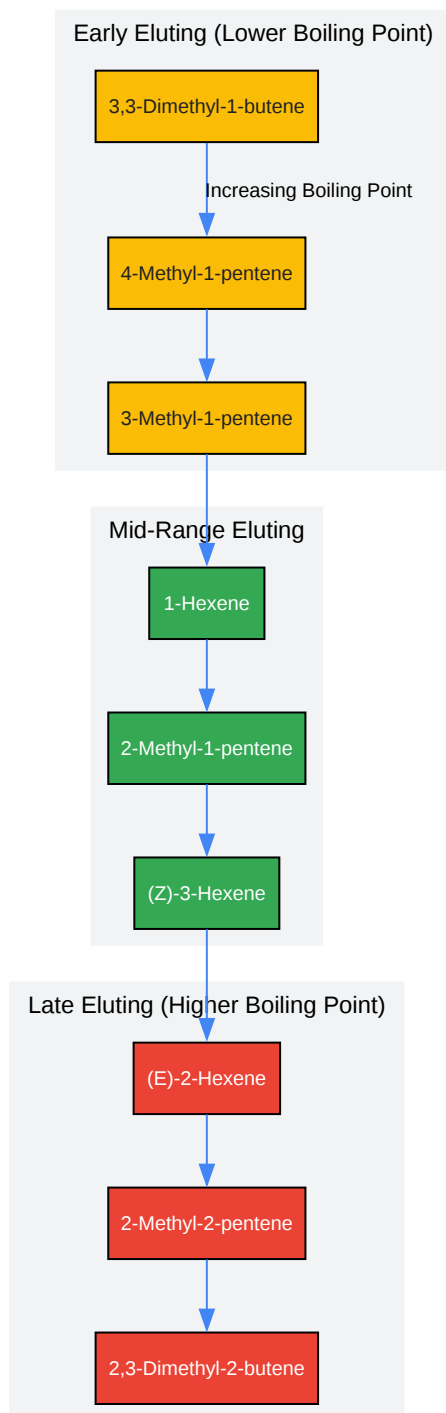 Early Eluting (Lower Boiling Point)
3,3-Dimethyl-1-butene
Increasing Boiling Point
4-Methyl-1-pentene
3-Methyl-1-pentene
Mid-Range Eluting
1-Hexene
2-Methyl-1-pentene
(Z)-3-Hexene
Late Eluting (Higher Boiling Point)
(E)-2-Hexene
2-Methyl-2-pentene
2,3-Dimethyl-2-butene